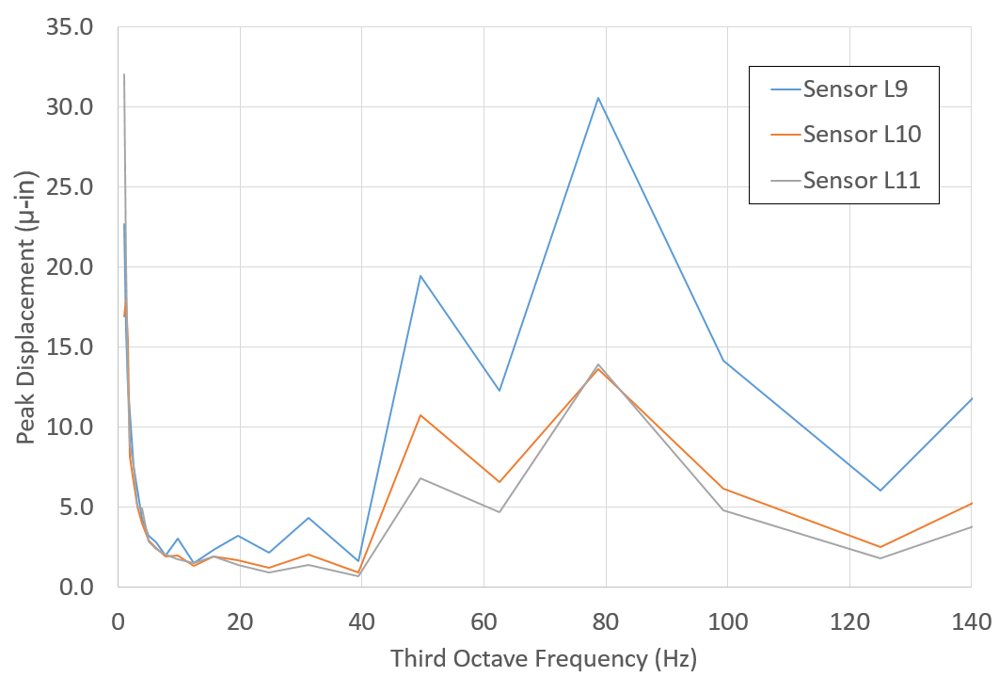 35.0
30.0
25.0
20.0
15.0
10.0
5.0
0.0
Peak Displacement (μ-in)
Sensor L9
Sensor L10
Sensor L11
0 20 40 60 80 100 120 140
Third Octave Frequency (Hz)